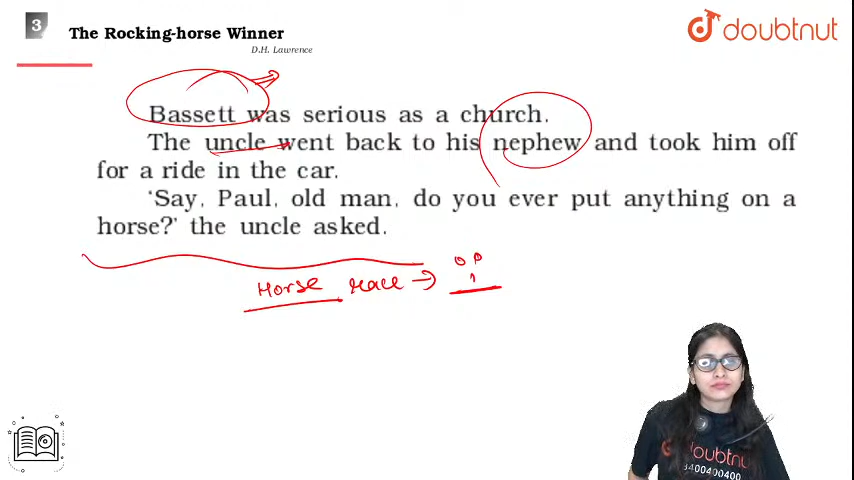 3
The Rocking-horse Winner
D.H. Lawrence
doubtnut
Bassett was serious as a church.
The uncle went back to his nephew and took him off
for a ride in the car.
'Say, Paul, old man, do you ever put anything on a
horse?' the uncle asked.
Horse
doubtnut
8400400400